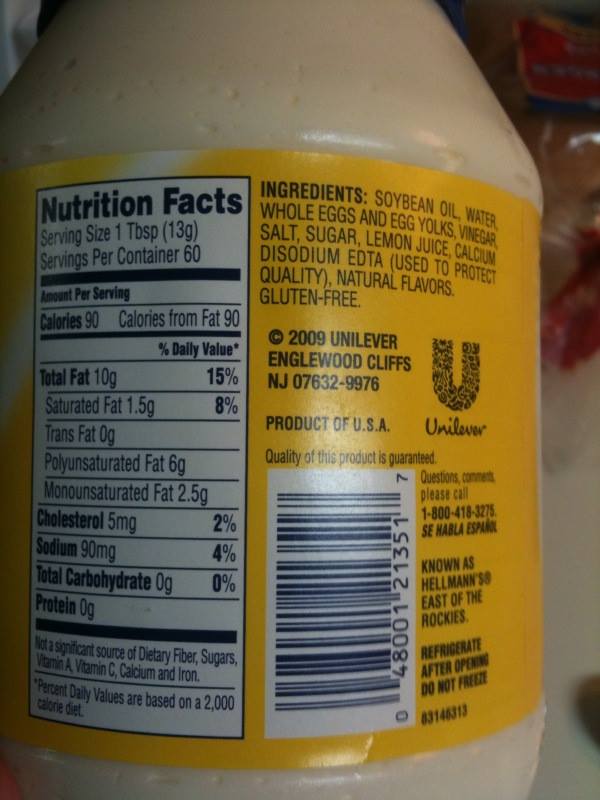 Nutrition Facts
Serving Size 1 Tbsp (13g)
Servings Per Container 60
Amount Per Serving
Calories 90 Calories from Fat 90
% Daily Value*
Total Fat 10g 15%
Saturated Fat 1.5g 8%
Trans Fat 0g
Polyunsaturated Fat 6g
Monounsaturated Fat 2.5g
Cholesterol 5mg 2%
Sodium 90mg 4%
Total Carbohydrate 0g 0%
Protein 0g
Not a significant source of Dietary Fiber, Sugars,
Vitamin A, Vitamin C, Calcium and Iron.
*Percent Daily Values are based on a 2,000
calorie diet.
INGREDIENTS: SOYBEAN OIL, WATER,
WHOLE EGGS AND EGG YOLKS, VINEGAR,
SALT, SUGAR, LEMON JUICE, CALCIUM
DISODIUM EDTA (USED TO PROTECT
QUALITY), NATURAL FLAVORS.
GLUTEN-FREE.
© 2009 UNILEVER
ENGLEWOOD CLIFFS
NJ 07632-9976
Unilever
PRODUCT OF U.S.A.
Quality of this product is guaranteed.
0 48001 21351 7
Questions, comments,
please call
1-800-418-3275.
SE HABLA ESPAÑOL
KNOWN AS
HELLMANN'S®
EAST OF THE
ROCKIES.
REFRIGERATE
AFTER OPENING
DO NOT FREEZE
83146313